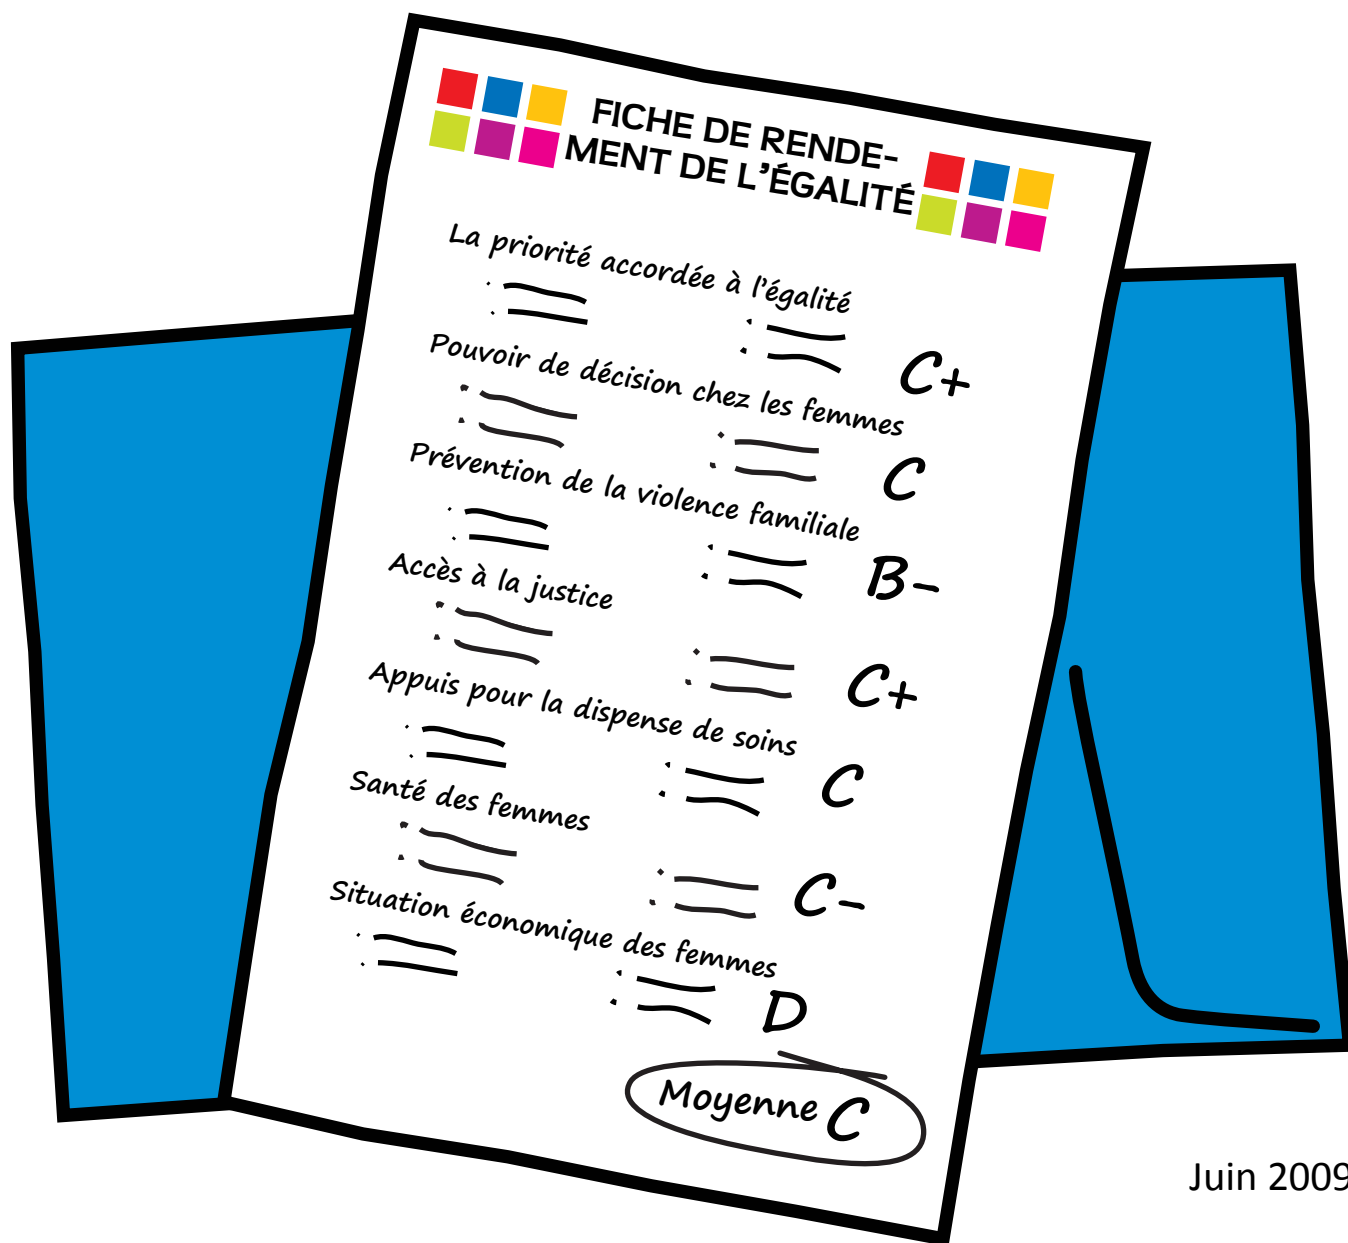 FICHE DE RENDE-
MENT DE L'ÉGALITÉ
La priorité accordée à l'égalité
C+
Pouvoir de décision chez les femmes
C
Prévention de la violence familiale
B-
Accès à la justice
C+
Appuis pour la dispense de soins
C
Santé des femmes
C-
Situation économique des femmes
D
Moyenne C
Juin 2009